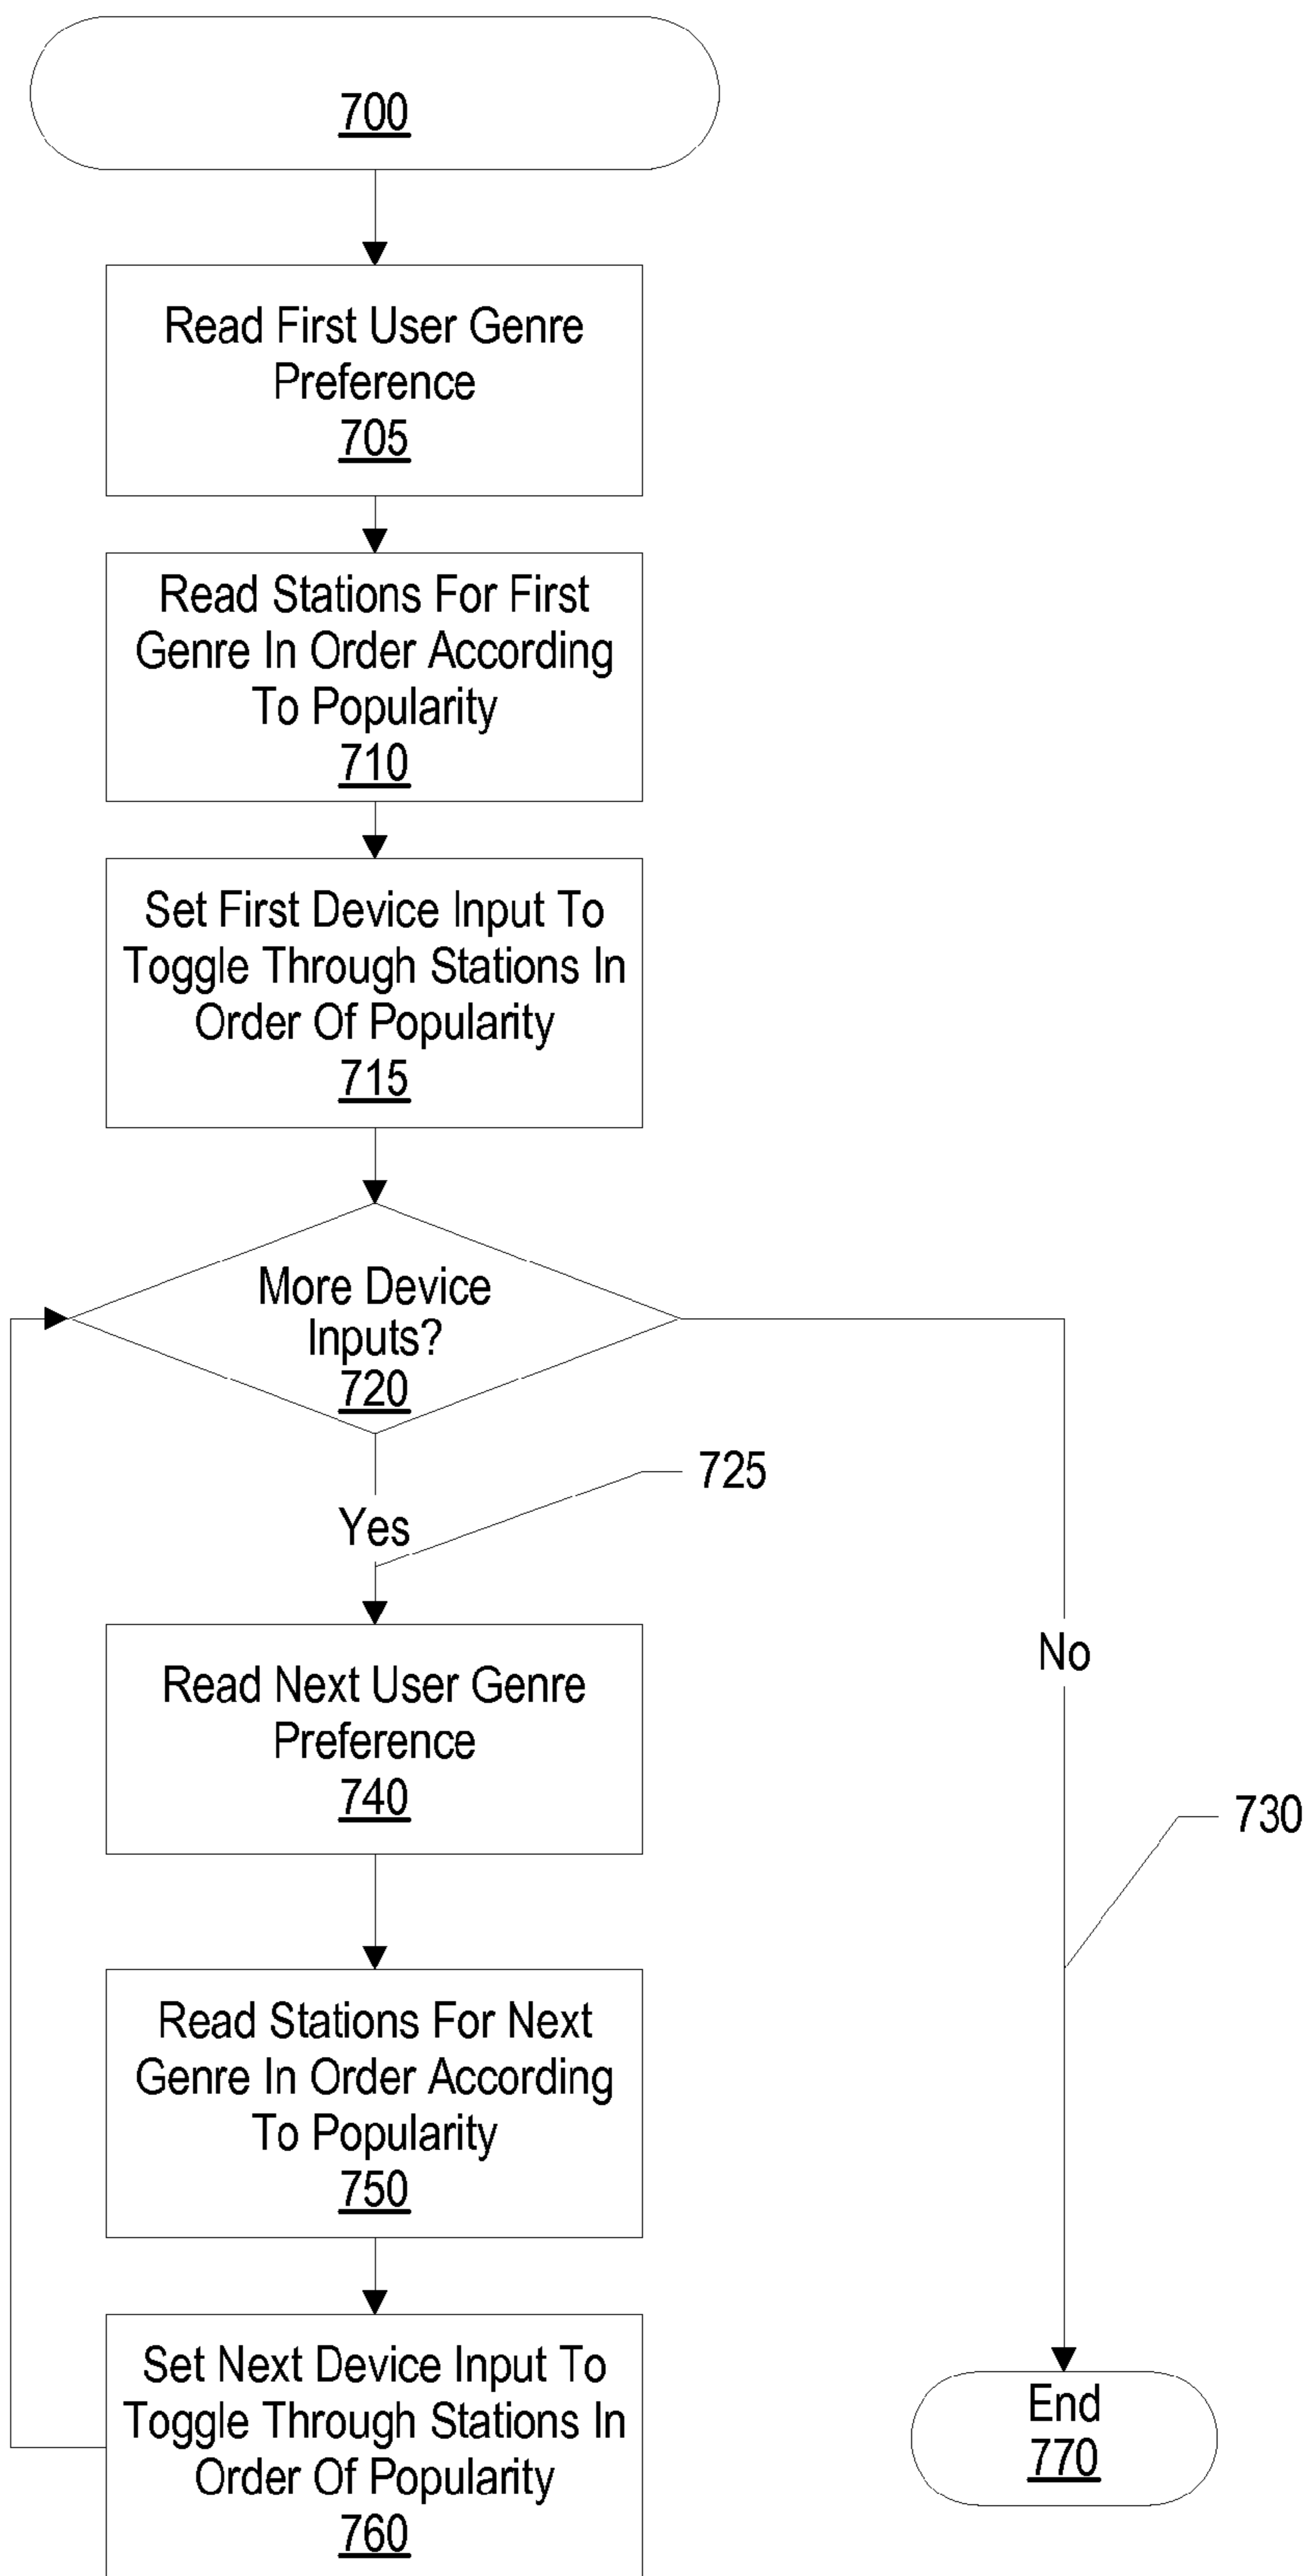 700
Read First User Genre
Preference
705
Read Stations For First
Genre In Order According
To Popularity
710
Set First Device Input To
Toggle Through Stations In
Order Of Popularity
715
More Device
Inputs?
720
725
Yes
No
Read Next User Genre
Preference
740
730
Read Stations For Next
Genre In Order According
To Popularity
750
Set Next Device Input To
Toggle Through Stations In
Order Of Popularity
760
End
770